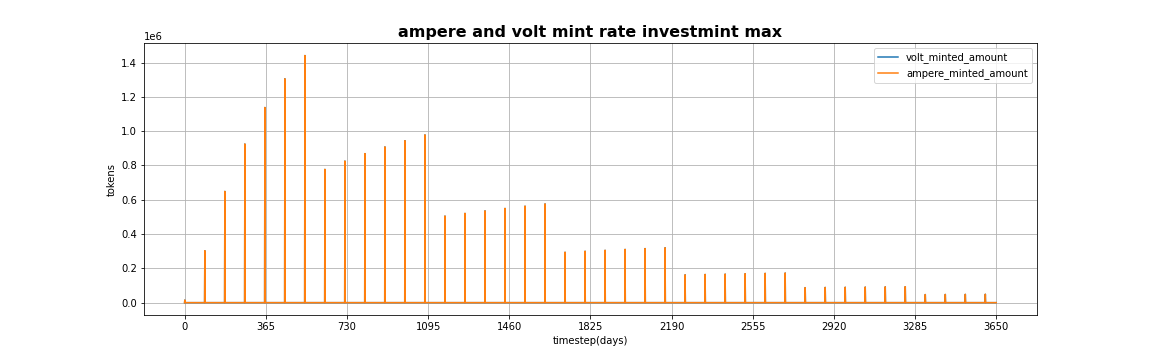 ampere and volt mint rate investmint max
1e6
volt_minted_amount
ampere_minted_amount
1.4
1.2
1.0
0.8
0.6
0.4
0.2
0.0
tokens
0 365 730 1095 1460 1825 2190 2555 2920 3285 3650
timestep(days)